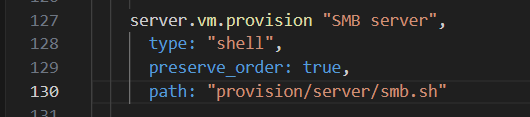 127 server.vm.provision "SMB server",
128 type: "shell",
129 preserve_order: true,
130 path: "provision/server/smb.sh"
131